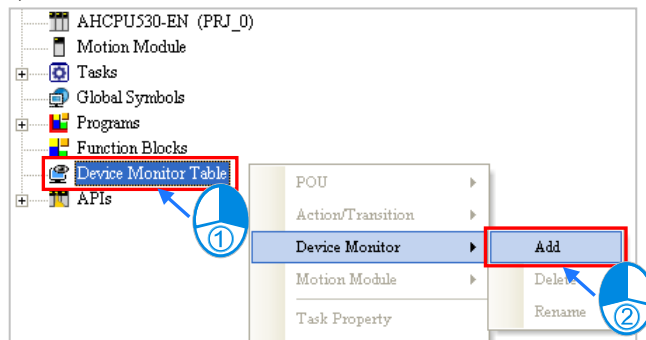 AHCPU530-EN (PRJ_0)
Motion Module
Tasks
Global Symbols
Programs
Function Blocks
Device Monitor Table
APIs
POU
Action/Transition
Device Monitor
Motion Module
Task Property
Add
Delete
Rename
①
②